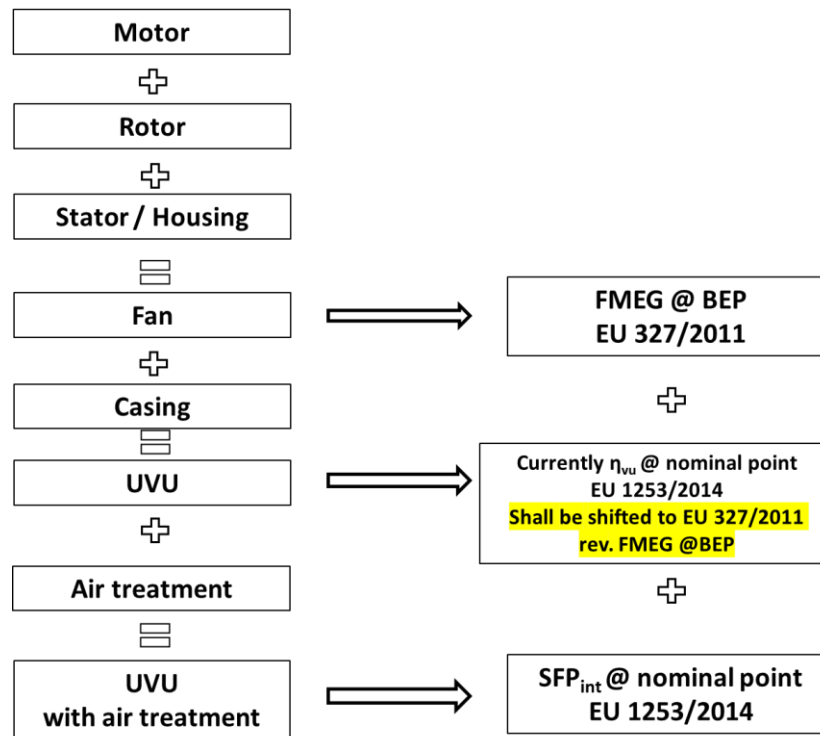 Motor
Rotor
Stator / Housing
Fan
Casing
UVU
Air treatment
UVU
with air treatment
FMEG @ BEP
EU 327/2011
Currently ηvu @ nominal point
EU 1253/2014
Shall be shifted to EU 327/2011
rev. FMEG @BEP
SFPint @ nominal point
EU 1253/2014